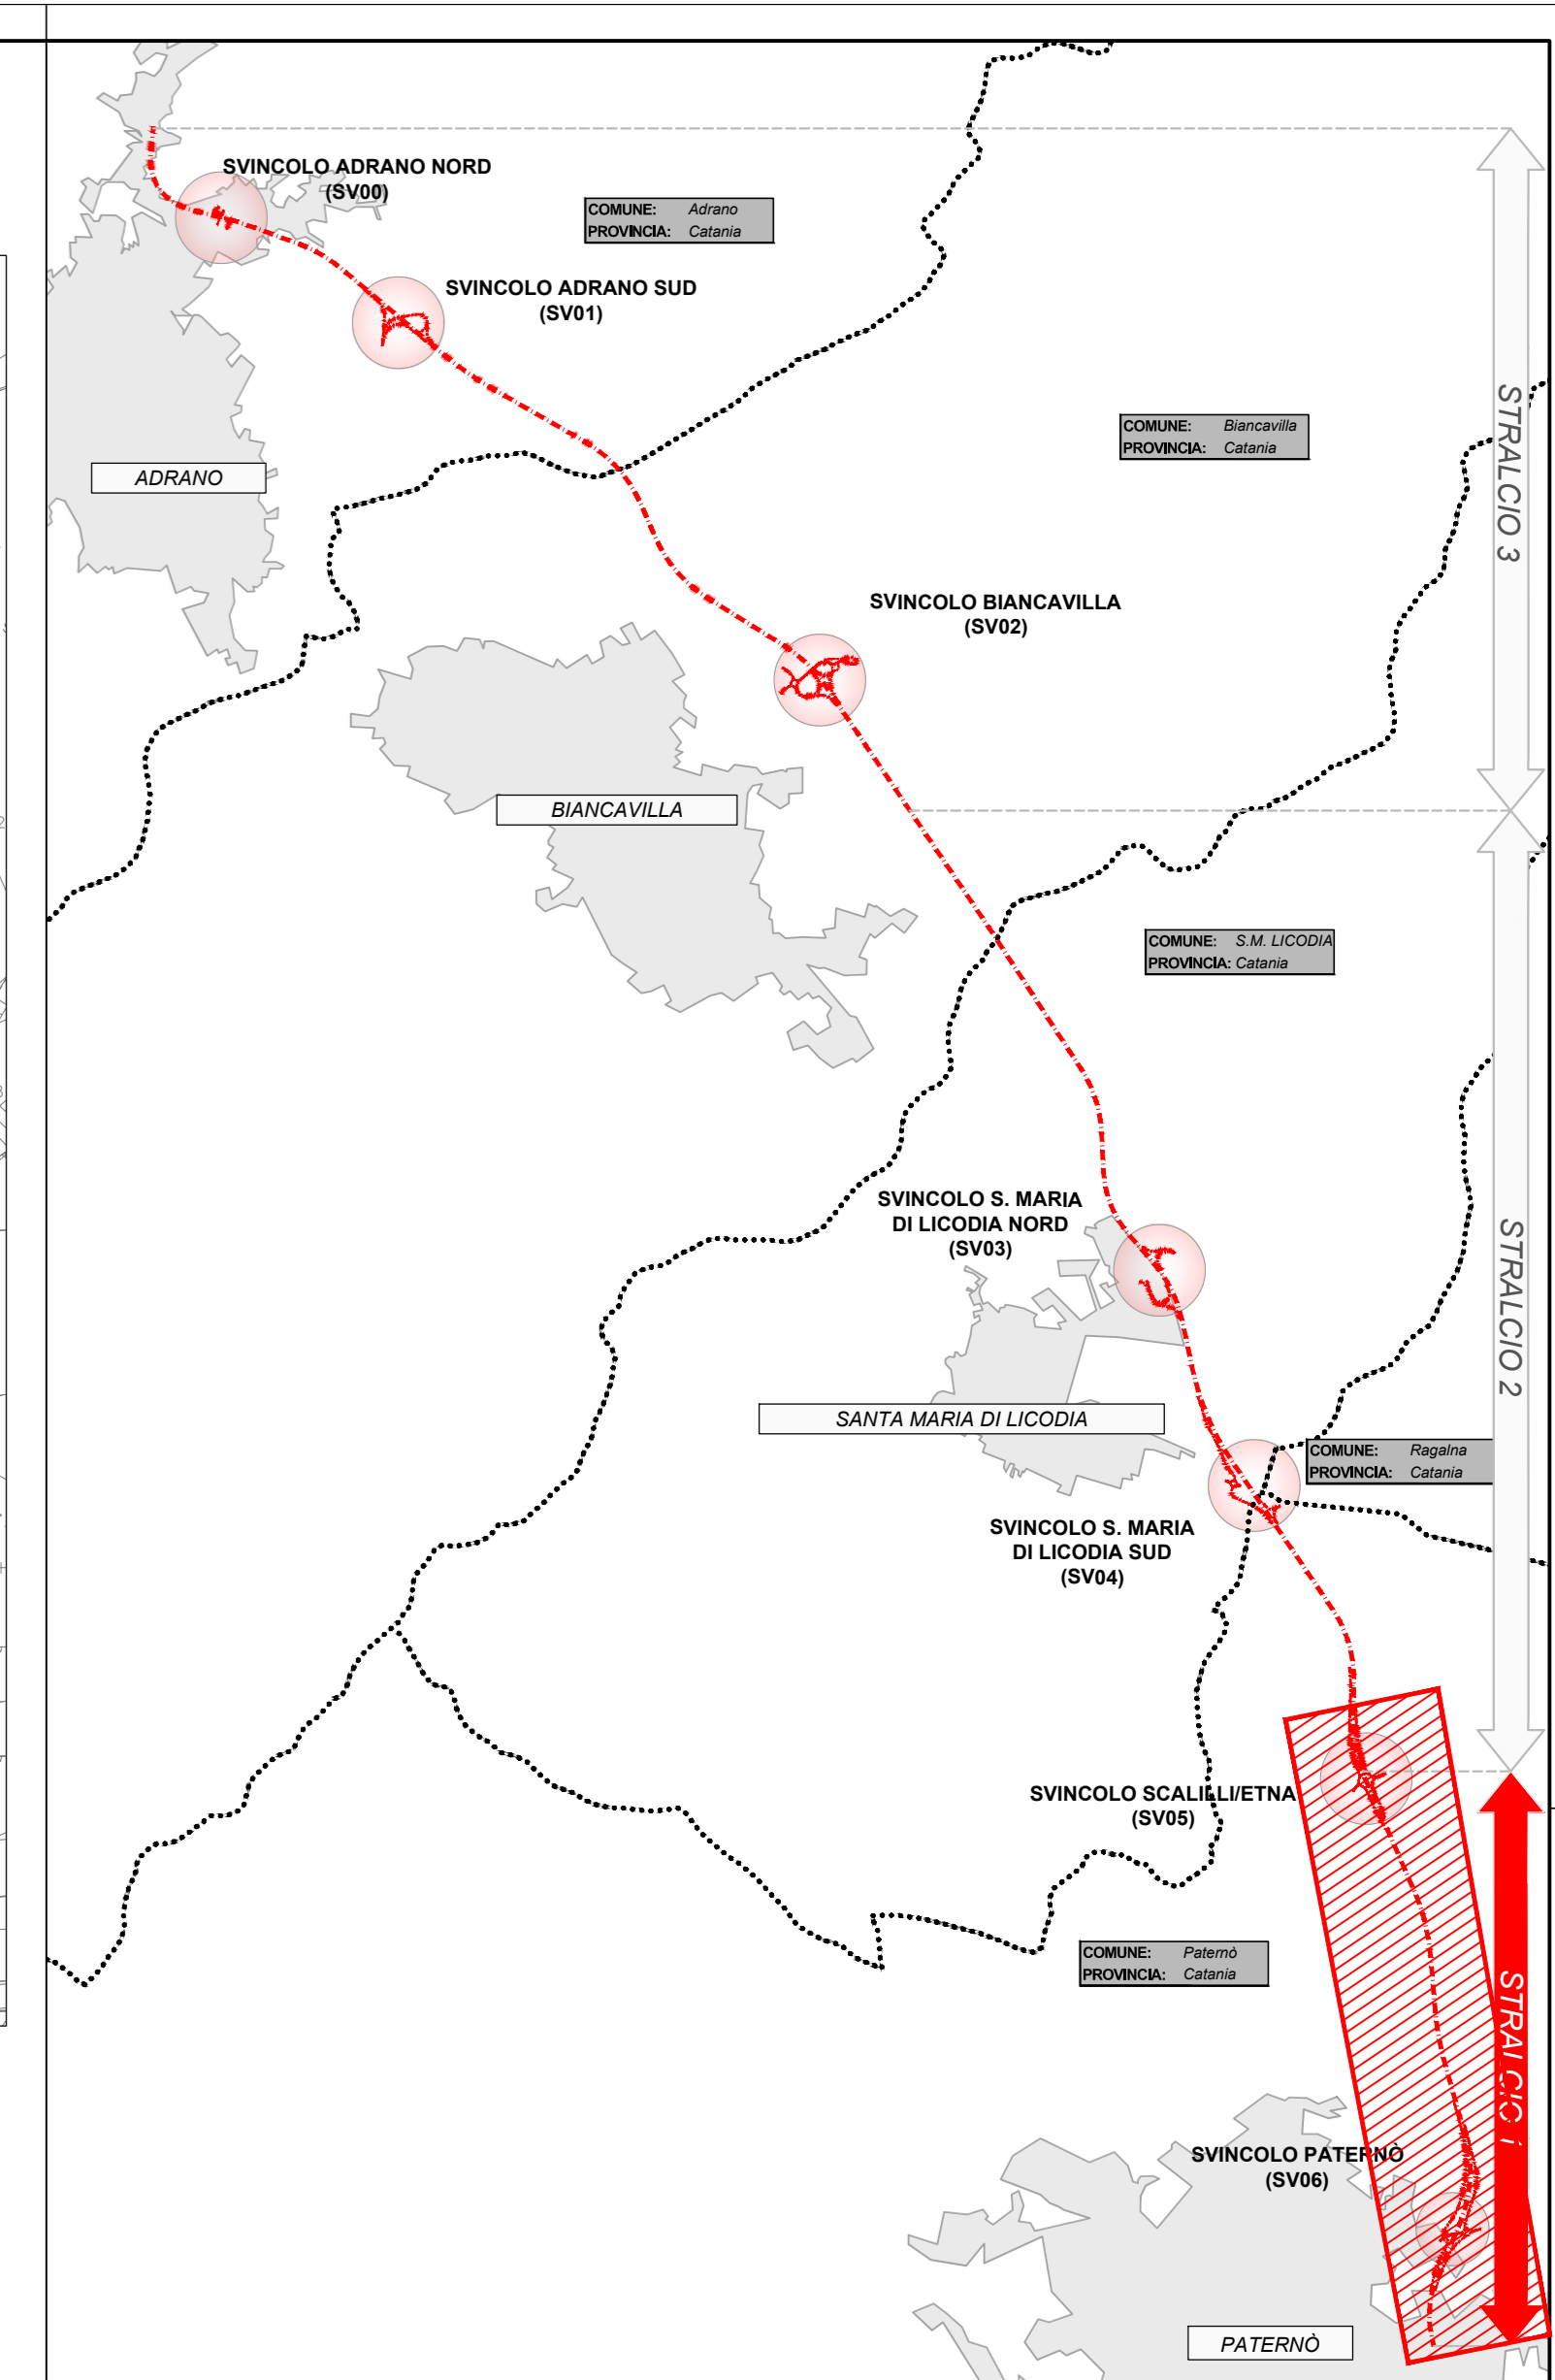 SVINCOLO ADRANO NORD
(SV00)
COMUNE: Adrano
PROVINCIA: Catania
SVINCOLO ADRANO SUD
(SV01)
STRALCIO 3
COMUNE: Biancavilla
PROVINCIA: Catania
ADRANO
SVINCOLO BIANCAVILLA
(SV02)
BIANCAVILLA
COMUNE: S.M. LICODIA
PROVINCIA: Catania
SVINCOLO S. MARIA
DI LICODIA NORD
(SV03)
STRALCIO 2
SANTA MARIA DI LICODIA
COMUNE: Ragalna
PROVINCIA: Catania
SVINCOLO S. MARIA
DI LICODIA SUD
(SV04)
SVINCOLO SCALILLI/ETNA
(SV05)
COMUNE: Paternò
PROVINCIA: Catania
STRALCIO 1
SVINCOLO PATERNÒ
(SV06)
PATERNÒ